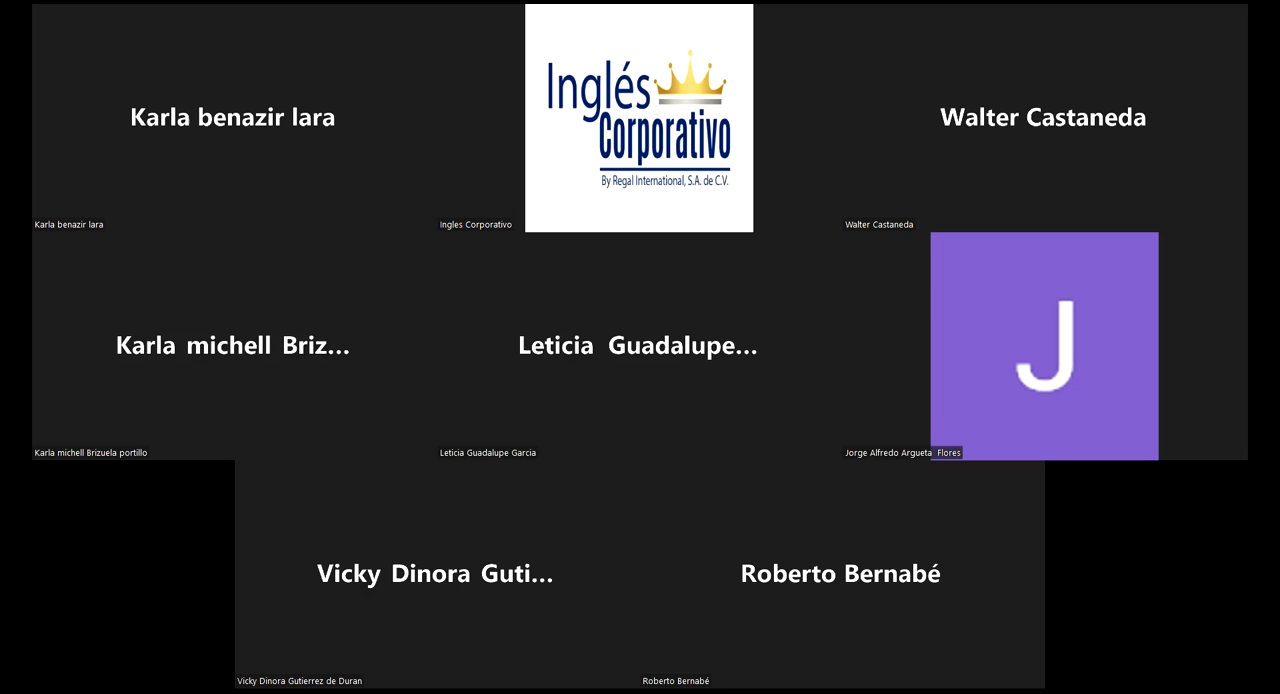 Karla benazir lara
Karla benazir lara
Inglés
Corporativo
By Regal International, S.A. de C.V.
Ingles Corporativo
Walter Castaneda
Walter Castaneda
Karla michell Briz...
Karla michell Brizuela portillo
Leticia Guadalupe...
Leticia Guadalupe Garcia
J
Jorge Alfredo Argueta Flores
Vicky Dinora Guti...
Vicky Dinora Gutierrez de Duran
Roberto Bernabé
Roberto Bernabé